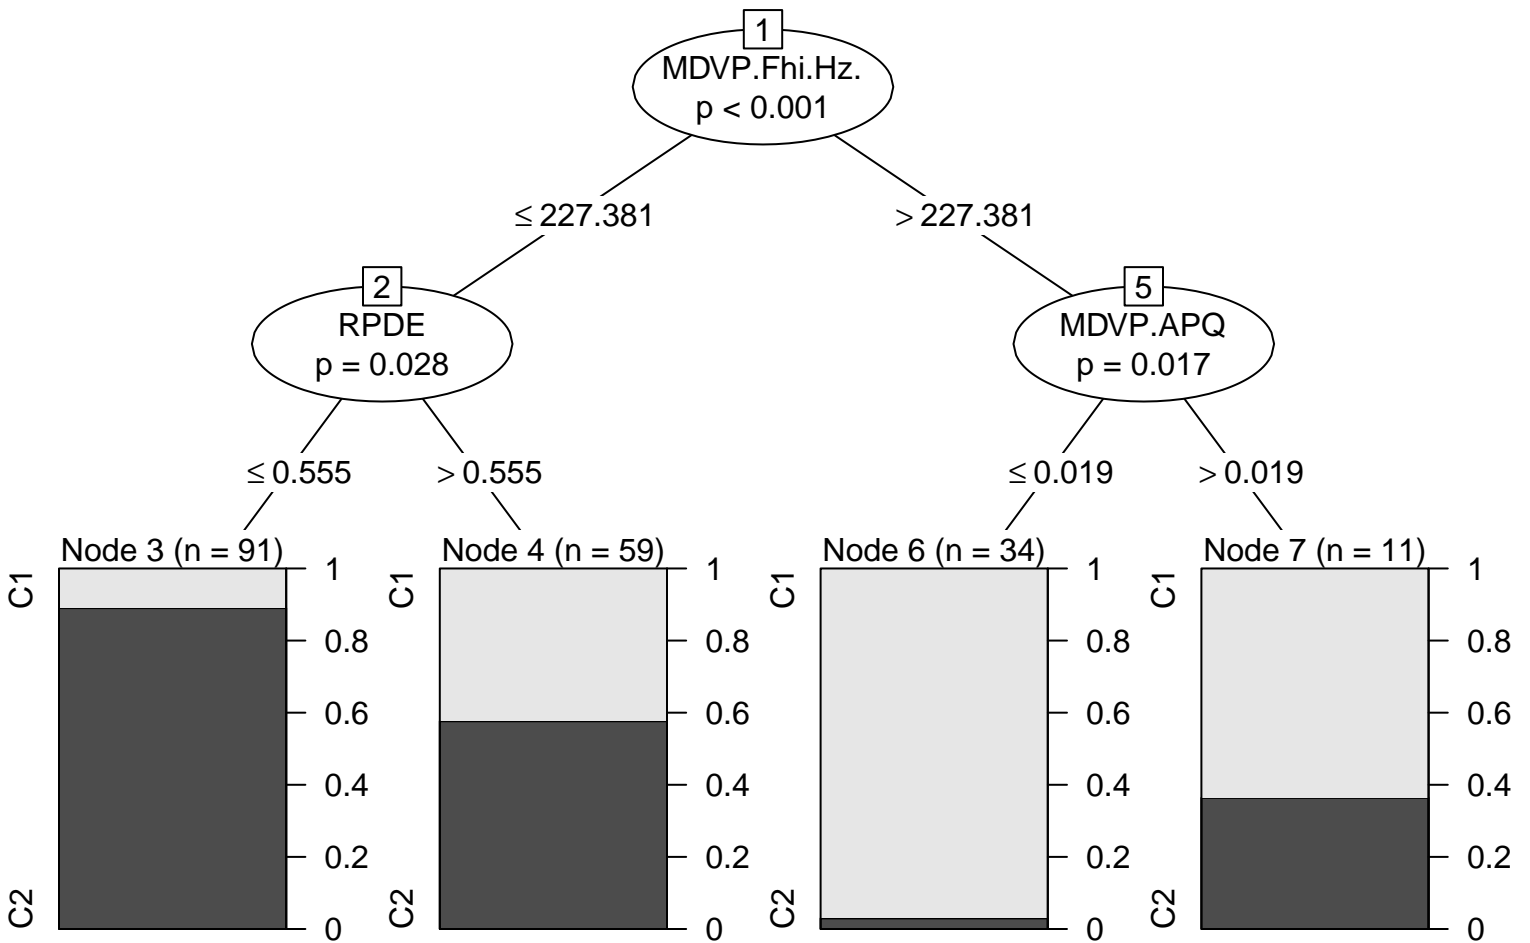 1
MDVP.Fhi.Hz.
p < 0.001
≤ 227.381
> 227.381
2
RPDE
p = 0.028
5
MDVP.APQ
p = 0.017
≤ 0.555
> 0.555
≤ 0.019
> 0.019
Node 3 (n = 91)
C1
C2
1
0.8
0.6
0.4
0.2
0
Node 4 (n = 59)
C1
C2
1
0.8
0.6
0.4
0.2
0
Node 6 (n = 34)
C1
C2
1
0.8
0.6
0.4
0.2
0
Node 7 (n = 11)
C1
C2
1
0.8
0.6
0.4
0.2
0